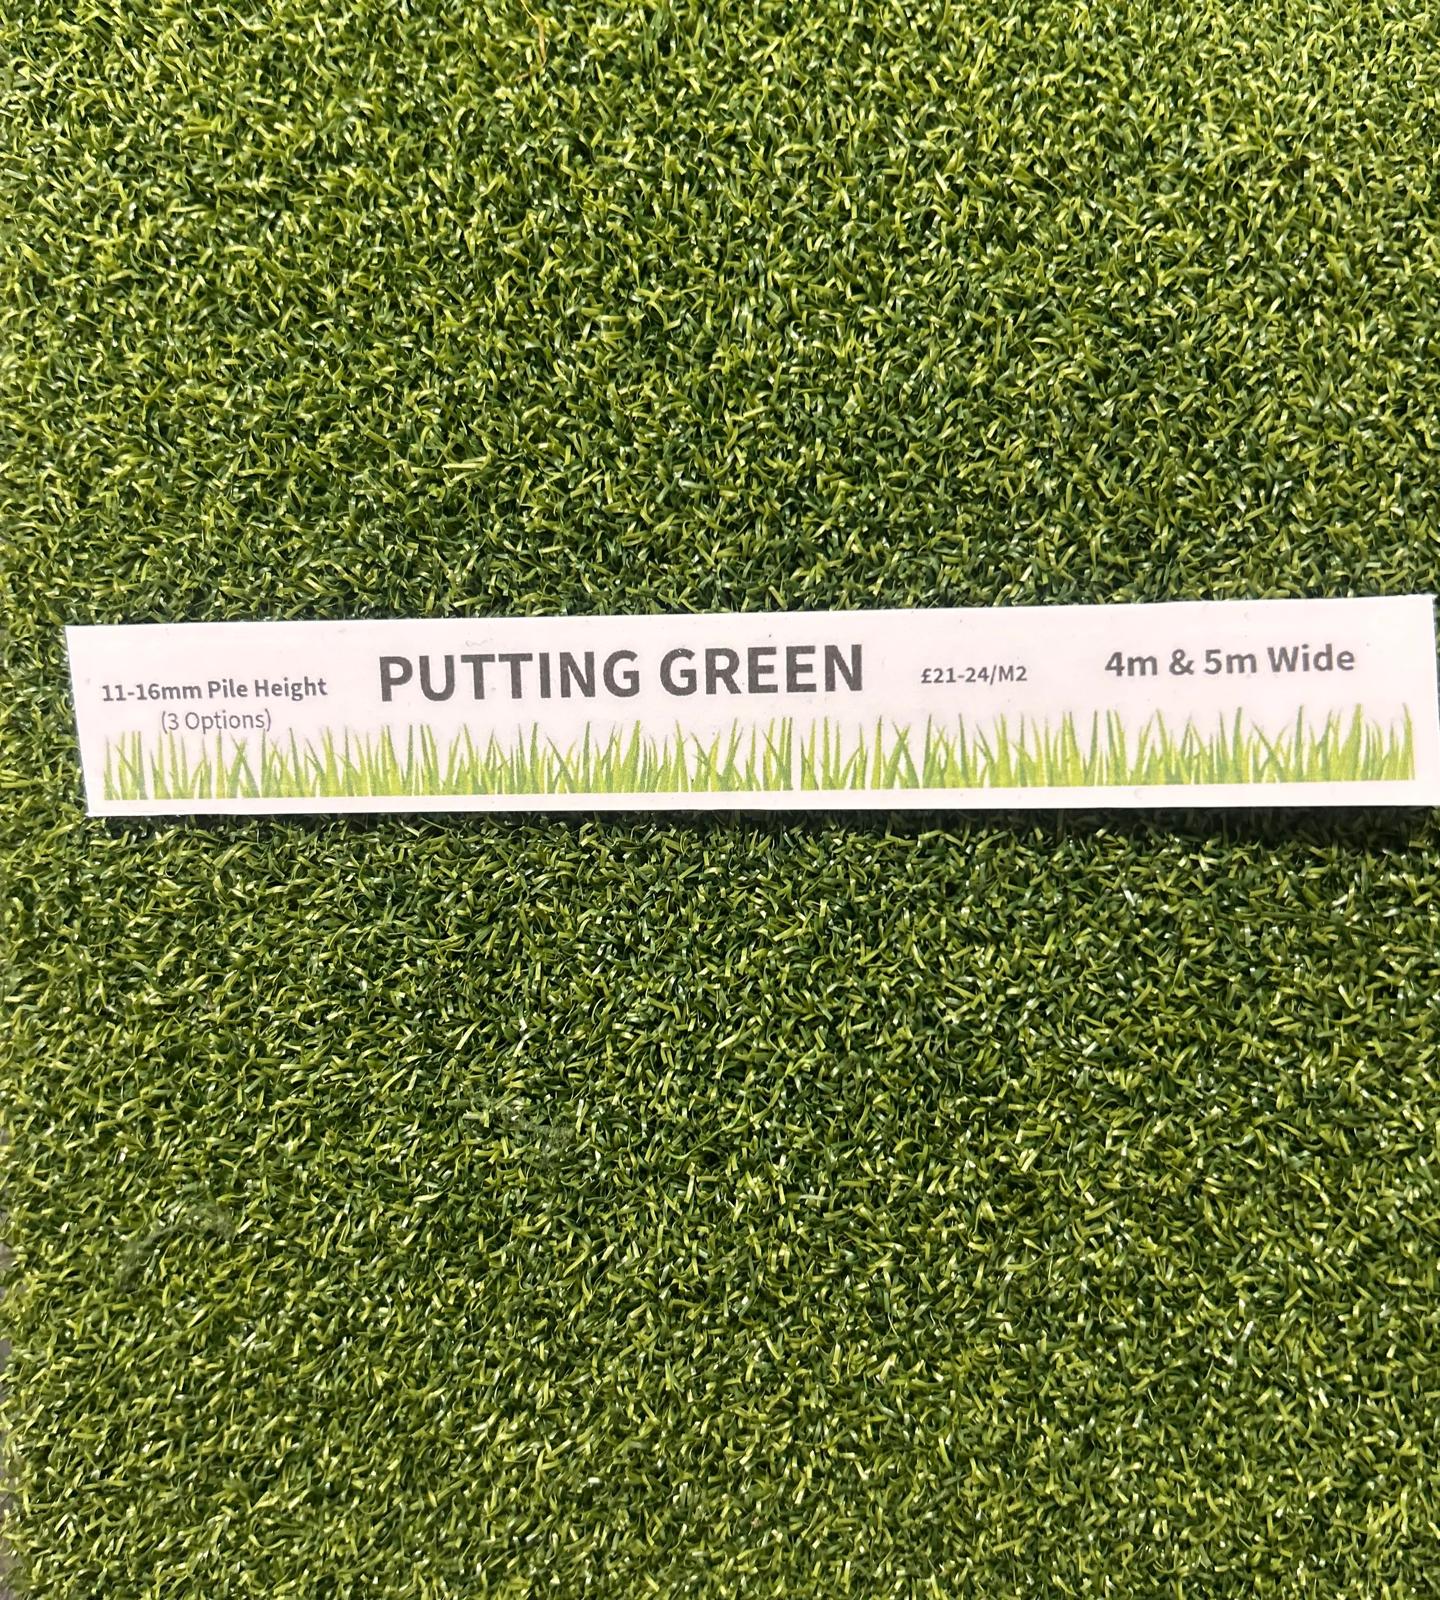 PUTTING GREEN
11-16mm Pile Height
(3 Options)
£21-24/M2
4m & 5m Wide